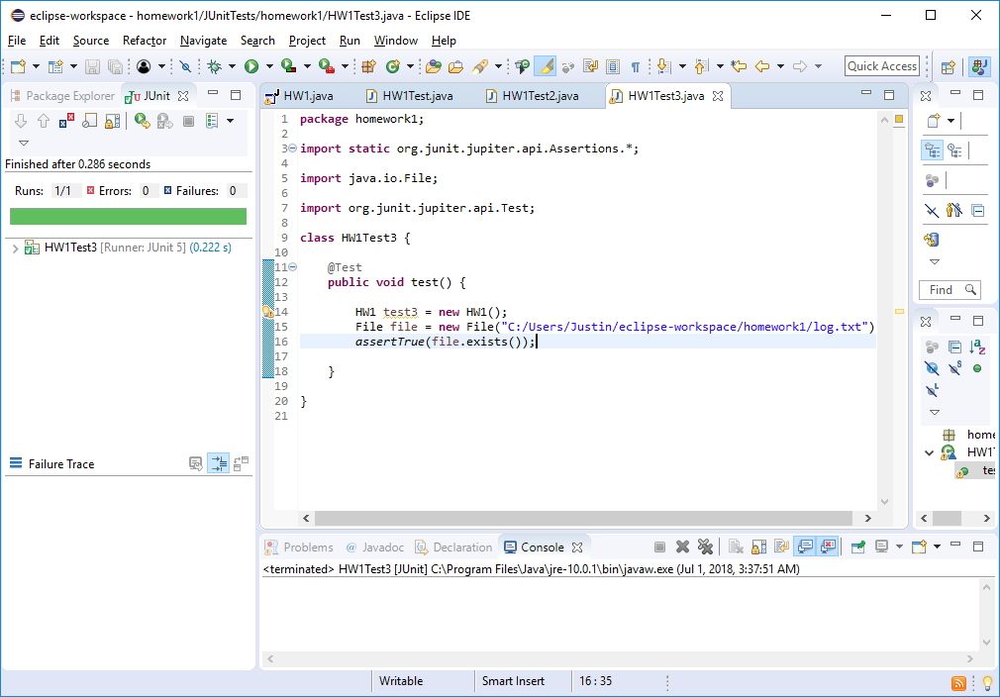 eclipse-workspace - homework1/JUnitTests/homework1/HW1Test3.java - Eclipse IDE
File Edit Source Refactor Navigate Search Project Run Window Help
Quick Access
Package Explorer JUnit
Finished after 0.286 seconds
Runs: 1/1 Errors: 0 Failures: 0
HW1Test3 [Runner: JUnit 5] (0.222 s)
Failure Trace
HW1.java HW1Test.java HW1Test2.java HW1Test3.java
1 package homework1;
2
3 import static org.junit.jupiter.api.Assertions.*;
4
5 import java.io.File;
6
7 import org.junit.jupiter.api.Test;
8
9 class HW1Test3 {
10
11 @Test
12 public void test() {
13
14 HW1 test3 = new HW1();
15 File file = new File("C:/Users/Justin/eclipse-workspace/homework1/log.txt")
16 assertTrue(file.exists());
17
18 }
19
20 }
21
Find
home
HW1T
tes
Problems @ Javadoc Declaration Console
<terminated> HW1Test3 [JUnit] C:\Program Files\Java\jre-10.0.1\bin\javaw.exe (Jul 1, 2018, 3:37:51 AM)
Writable Smart Insert 16 : 35